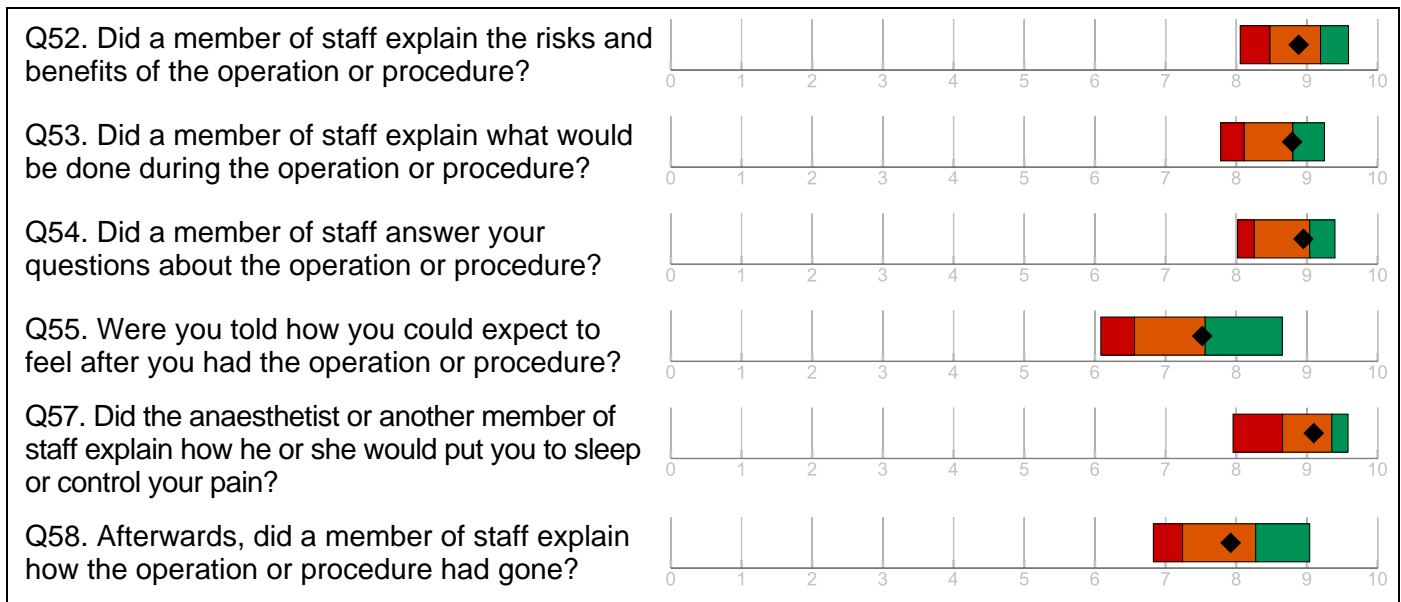 Q52. Did a member of staff explain the risks and
benefits of the operation or procedure?
0 1 2 3 4 5 6 7 8 9 10
Q53. Did a member of staff explain what would
be done during the operation or procedure?
0 1 2 3 4 5 6 7 8 9 10
Q54. Did a member of staff answer your
questions about the operation or procedure?
0 1 2 3 4 5 6 7 8 9 10
Q55. Were you told how you could expect to
feel after you had the operation or procedure?
0 1 2 3 4 5 6 7 8 9 10
Q57. Did the anaesthetist or another member of
staff explain how he or she would put you to sleep
or control your pain?
0 1 2 3 4 5 6 7 8 9 10
Q58. Afterwards, did a member of staff explain
how the operation or procedure had gone?
0 1 2 3 4 5 6 7 8 9 10